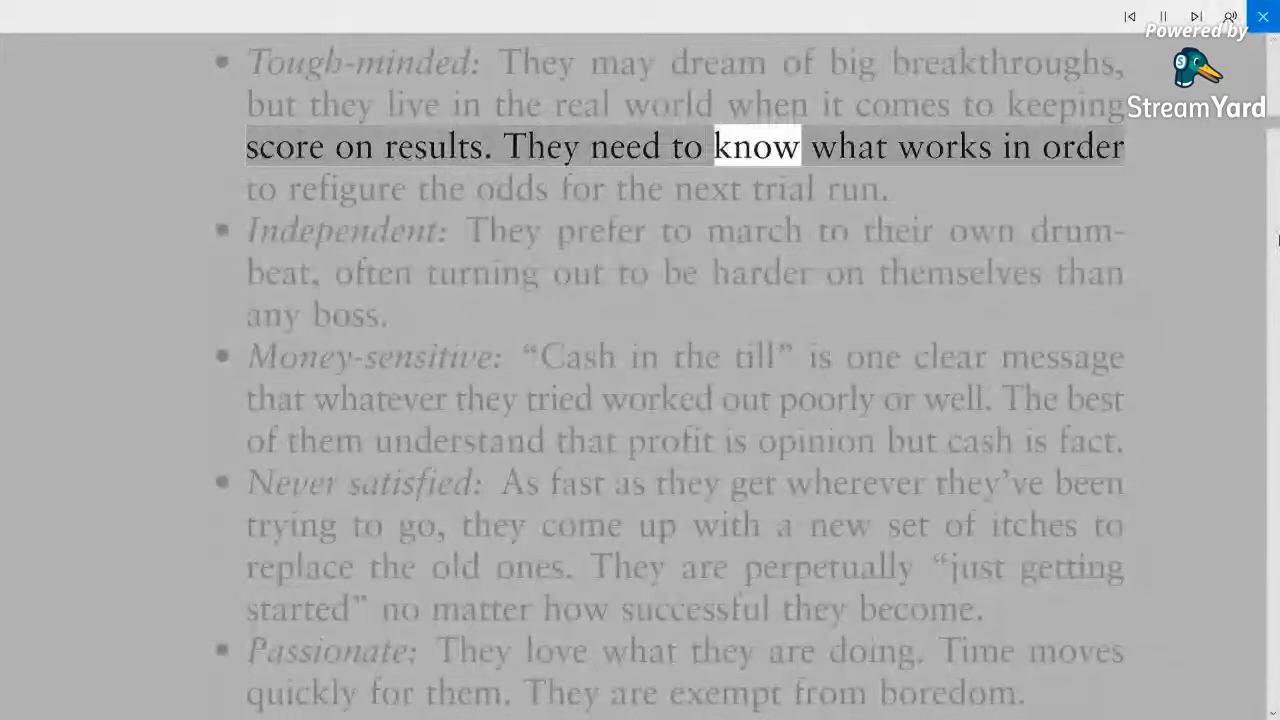 Powered by
StreamYard
• Tough-minded: They may dream of big breakthroughs,
but they live in the real world when it comes to keeping
score on results. They need to know what works in order
to refigure the odds for the next trial run.
• Independent: They prefer to march to their own drum-
beat, often turning out to be harder on themselves than
any boss.
• Money-sensitive: “Cash in the till” is one clear message
that whatever they tried worked out poorly or well. The best
of them understand that profit is opinion but cash is fact.
• Never satisfied: As fast as they get wherever they’ve been
trying to go, they come up with a new set of itches to
replace the old ones. They are perpetually “just getting
started” no matter how successful they become.
• Passionate: They love what they are doing. Time moves
quickly for them. They are exempt from boredom.